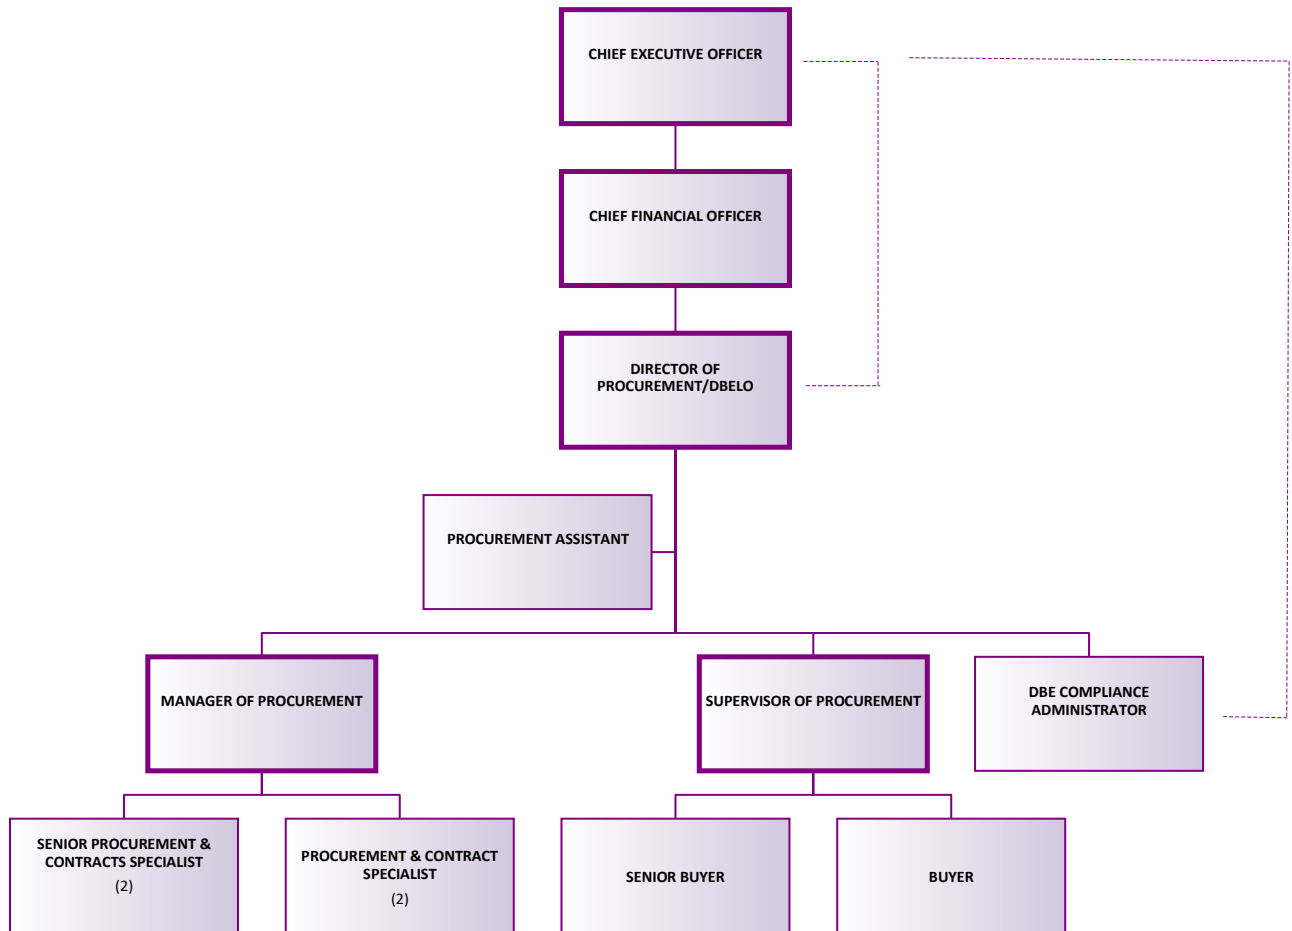 CHIEF EXECUTIVE OFFICER
CHIEF FINANCIAL OFFICER
DIRECTOR OF
PROCUREMENT/DBELO
PROCUREMENT ASSISTANT
MANAGER OF PROCUREMENT
SUPERVISOR OF PROCUREMENT
DBE COMPLIANCE
ADMINISTRATOR
SENIOR PROCUREMENT &
CONTRACTS SPECIALIST
(2)
PROCUREMENT & CONTRACT
SPECIALIST
(2)
SENIOR BUYER
BUYER